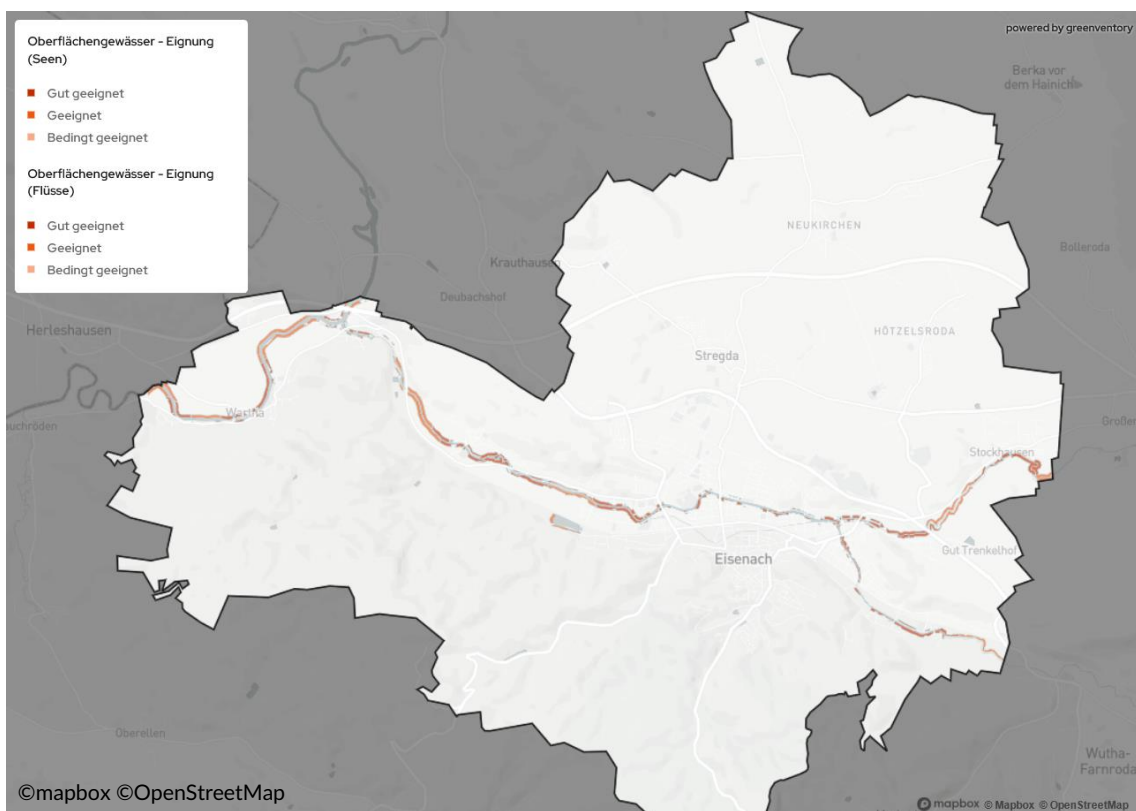 Oberflächengewässer - Eignung
(Seen)
Gut geeignet
Geeignet
Bedingt geeignet
Oberflächengewässer - Eignung
(Flüsse)
Gut geeignet
Geeignet
Bedingt geeignet
powered by greenventory
Berka vor
dem Hainich
NEUKIRCHEN
Bolleroda
Krauthausen
Deubachshof
Herleshausen
HÖTZELSRODA
Stregda
Wartha
Großen
uchröden
Stockhausen
Gut Trenkelhof
Eisenach
Oberellen
Wutha-
Farnroda
©mapbox ©OpenStreetMap
mapbox © Mapbox © OpenStreetMap